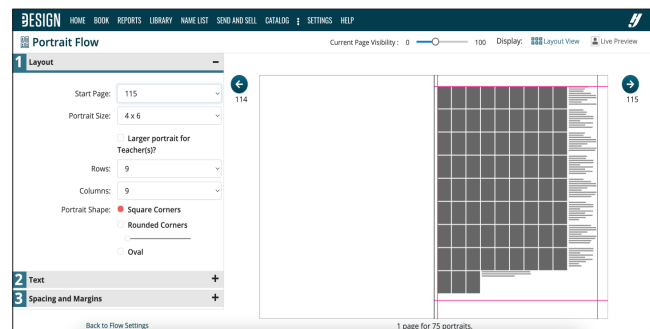 DESIGN HOME BOOK REPORTS LIBRARY NAME LIST SEND AND SELL CATALOG SETTINGS HELP
Portrait Flow Current Page Visibility: 0 100 Display: Layout View Live Preview
1 Layout
Start Page: 115
114 115
Portrait Size: 4 x 6
Larger portrait for
Teacher(s)?
Rows: 9
Columns: 9
Portrait Shape: Square Corners
Rounded Corners
Oval
2 Text
3 Spacing and Margins
Back to Flow Settings
1 page for 75 portraits.